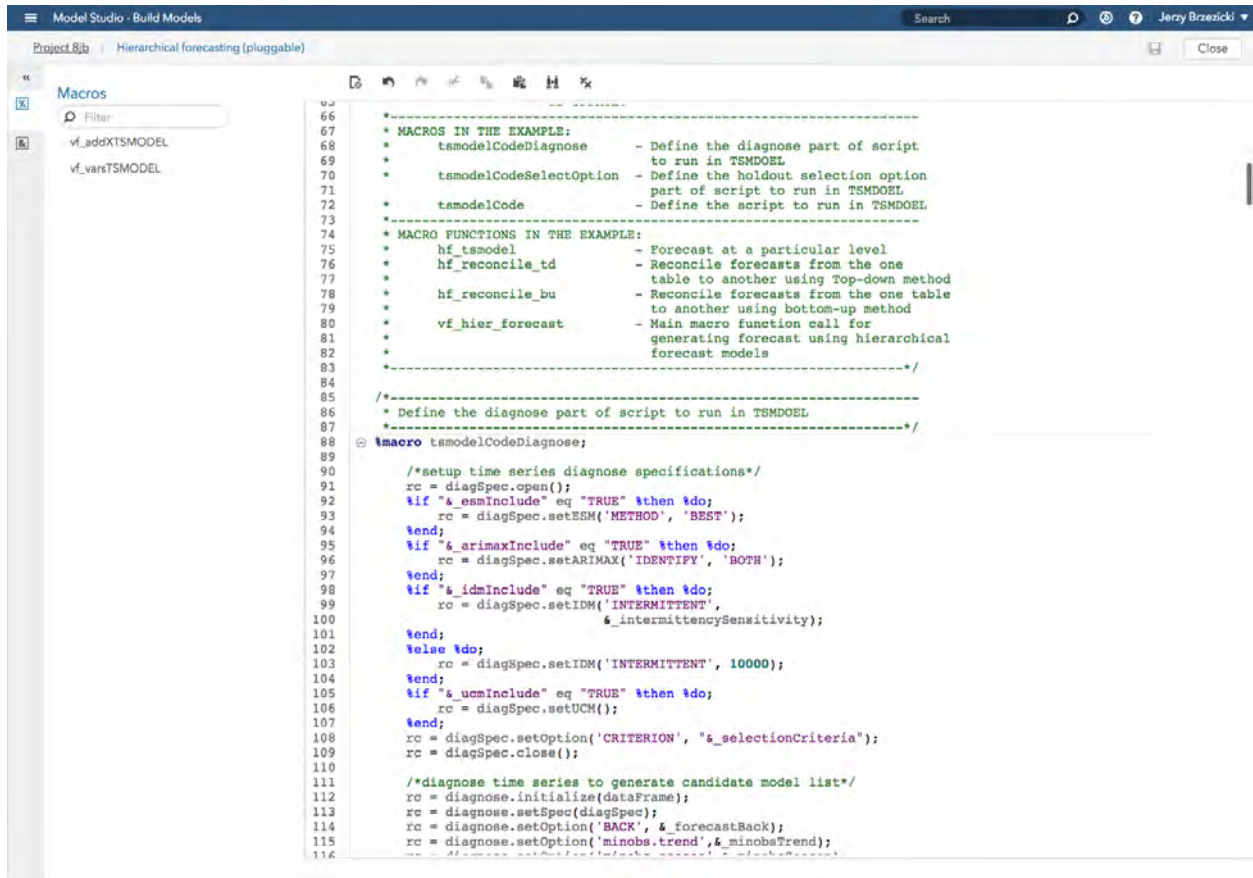 Model Studio - Build Models
Search
Jerzy Brzezicki
Project 8jb
Hierarchical forecasting (pluggable)
Close
Macros
Filter
vf_addXTSMODEL
vf_varsTSMODEL
66 *--------------------------------------------------------------------
67 * MACROS IN THE EXAMPLE:
68 * tsmodelCodeDiagnose - Define the diagnose part of script
69 * to run in TSMDOEL
70 * tsmodelCodeSelectOption - Define the holdout selection option
71 part of script to run in TSMDOEL
72 * tsmodelCode - Define the script to run in TSMDOEL
73 *--------------------------------------------------------------------
74 * MACRO FUNCTIONS IN THE EXAMPLE:
75 * hf_tsmodel - Forecast at a particular level
76 * hf_reconcile_td - Reconcile forecasts from the one
77 * table to another using Top-down method
78 * hf_reconcile_bu - Reconcile forecasts from the one table
79 * to another using bottom-up method
80 * vf_hier_forecast - Main macro function call for
81 * generating forecast using hierarchical
82 * forecast models
83 *------------------------------------------------------------------*/
84
85 /*--------------------------------------------------------------------
86 * Define the diagnose part of script to run in TSMDOEL
87 *------------------------------------------------------------------*/
88 %macro tsmodelCodeDiagnose;
89
90 /*setup time series diagnose specifications*/
91 rc = diagSpec.open();
92 %if "&_esmInclude" eq "TRUE" %then %do;
93 rc = diagSpec.setESM('METHOD', 'BEST');
94 %end;
95 %if "&_arimaxInclude" eq "TRUE" %then %do;
96 rc = diagSpec.setARIMAX('IDENTIFY', 'BOTH');
97 %end;
98 %if "&_idmInclude" eq "TRUE" %then %do;
99 rc = diagSpec.setIDM('INTERMITTENT',
100 &_intermittencySensitivity);
101 %end;
102 %else %do;
103 rc = diagSpec.setIDM('INTERMITTENT', 10000);
104 %end;
105 %if "&_ucmInclude" eq "TRUE" %then %do;
106 rc = diagSpec.setUCM();
107 %end;
108 rc = diagSpec.setOption('CRITERION', "&_selectionCriteria");
109 rc = diagSpec.close();
110
111 /*diagnose time series to generate candidate model list*/
112 rc = diagnose.initialize(dataFrame);
113 rc = diagnose.setSpec(diagSpec);
114 rc = diagnose.setOption('BACK', &_forecastBack);
115 rc = diagnose.setOption('minobs.trend',&_minobsTrend);
116